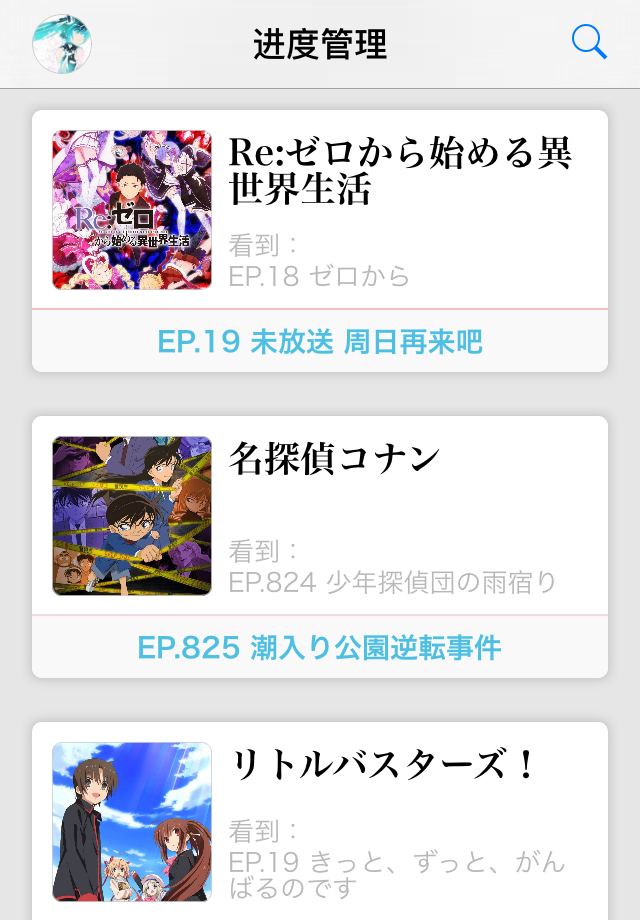 进度管理
Re:ゼロから始める異
世界生活
Re:ゼロ
から始める異世界生活
看到：
EP.18 ゼロから
EP.19 未放送 周日再来吧
名探偵コナン
看到：
EP.824 少年探偵団の雨宿り
EP.825 潮入り公園逆転事件
リトルバスターズ！
看到：
EP.19 きっと、ずっと、がん
ばるのです